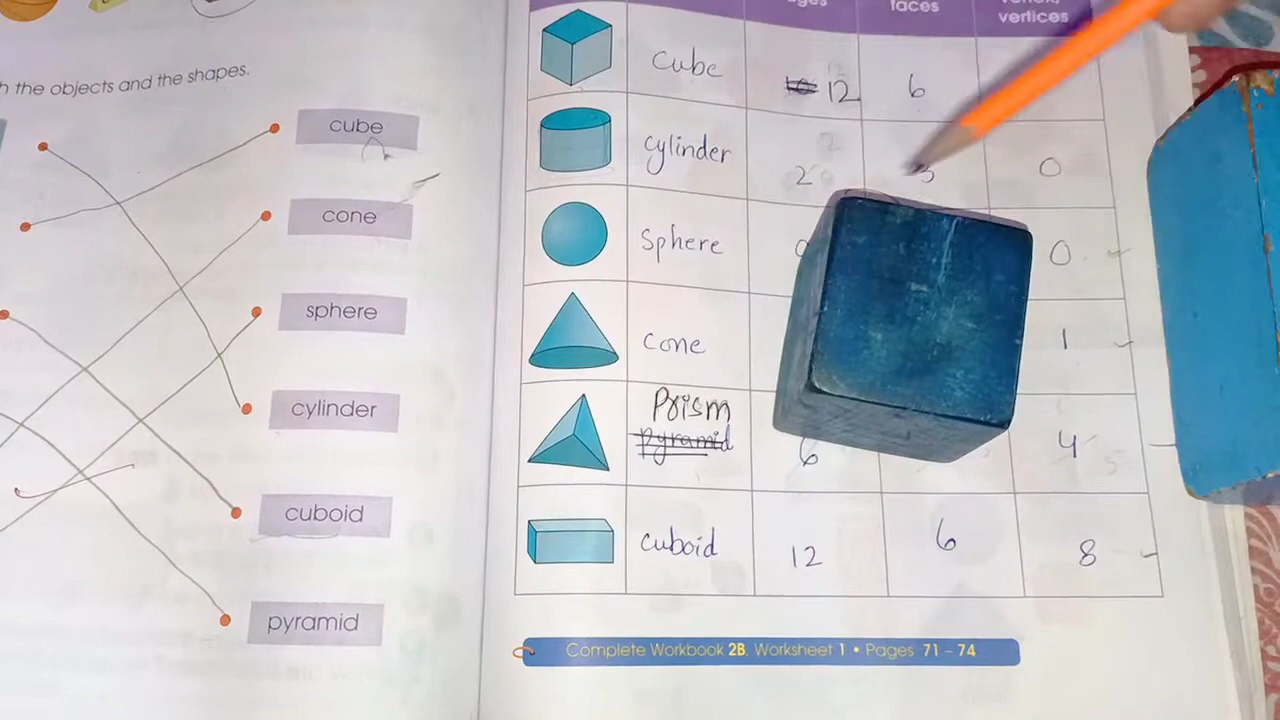 h the objects and the shapes.
cube
cone
sphere
cylinder
cuboid
pyramid
faces
vertices
cube 12 6
cylinder 2 3 0
sphere 0
cone 1
Prism
pyramid 6 4
cuboid 12 6 8
Complete Workbook 2B, Worksheet 1 • Pages 71 – 74